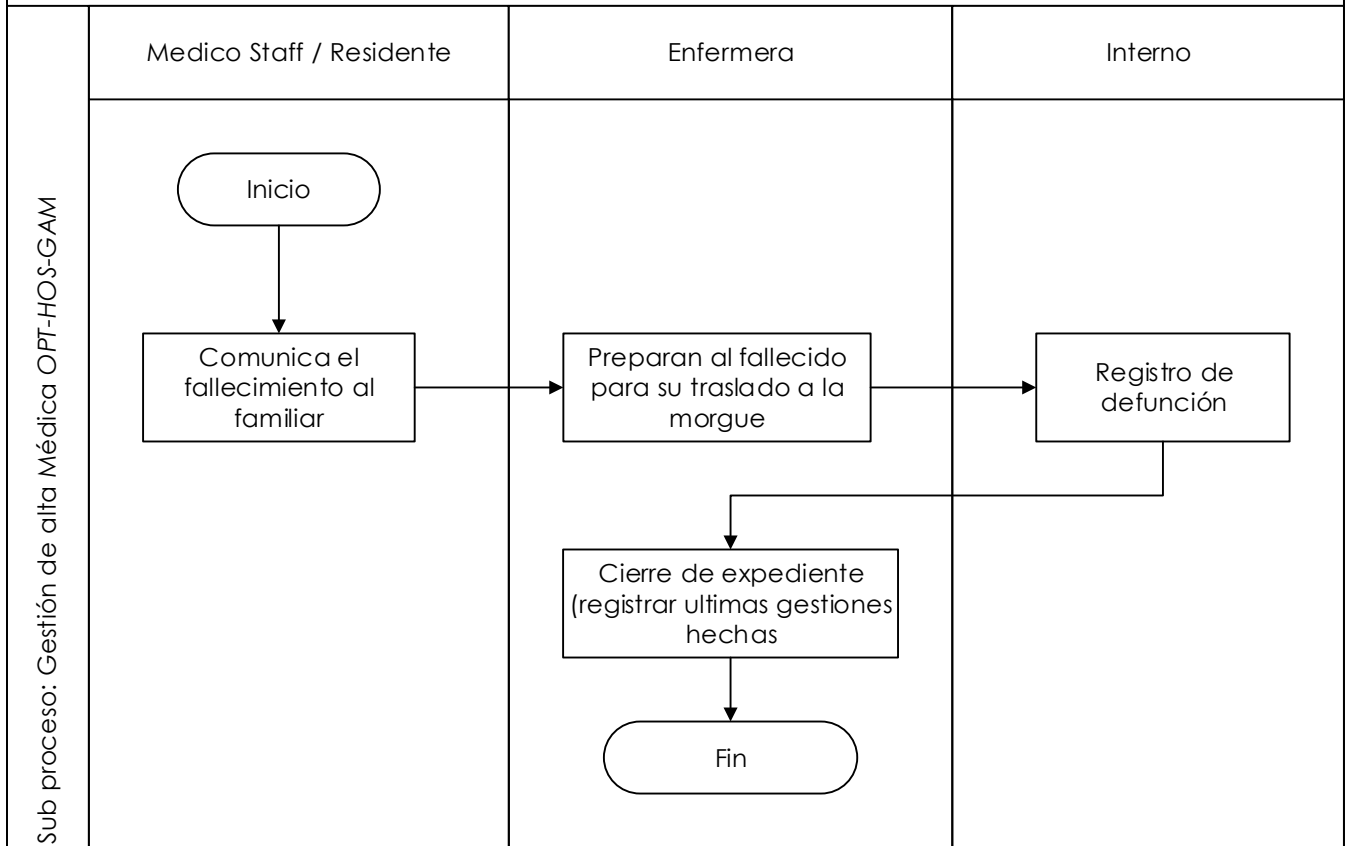 Medico Staff / Residente
Enfermera
Interno
Sub proceso: Gestión de alta Médica OPT-HOS-GAM
Inicio
Comunica el
fallecimiento al
familiar
Preparan al fallecido
para su traslado a la
morgue
Registro de
defunción
Cierre de expediente
(registrar ultimas gestiones
hechas
Fin